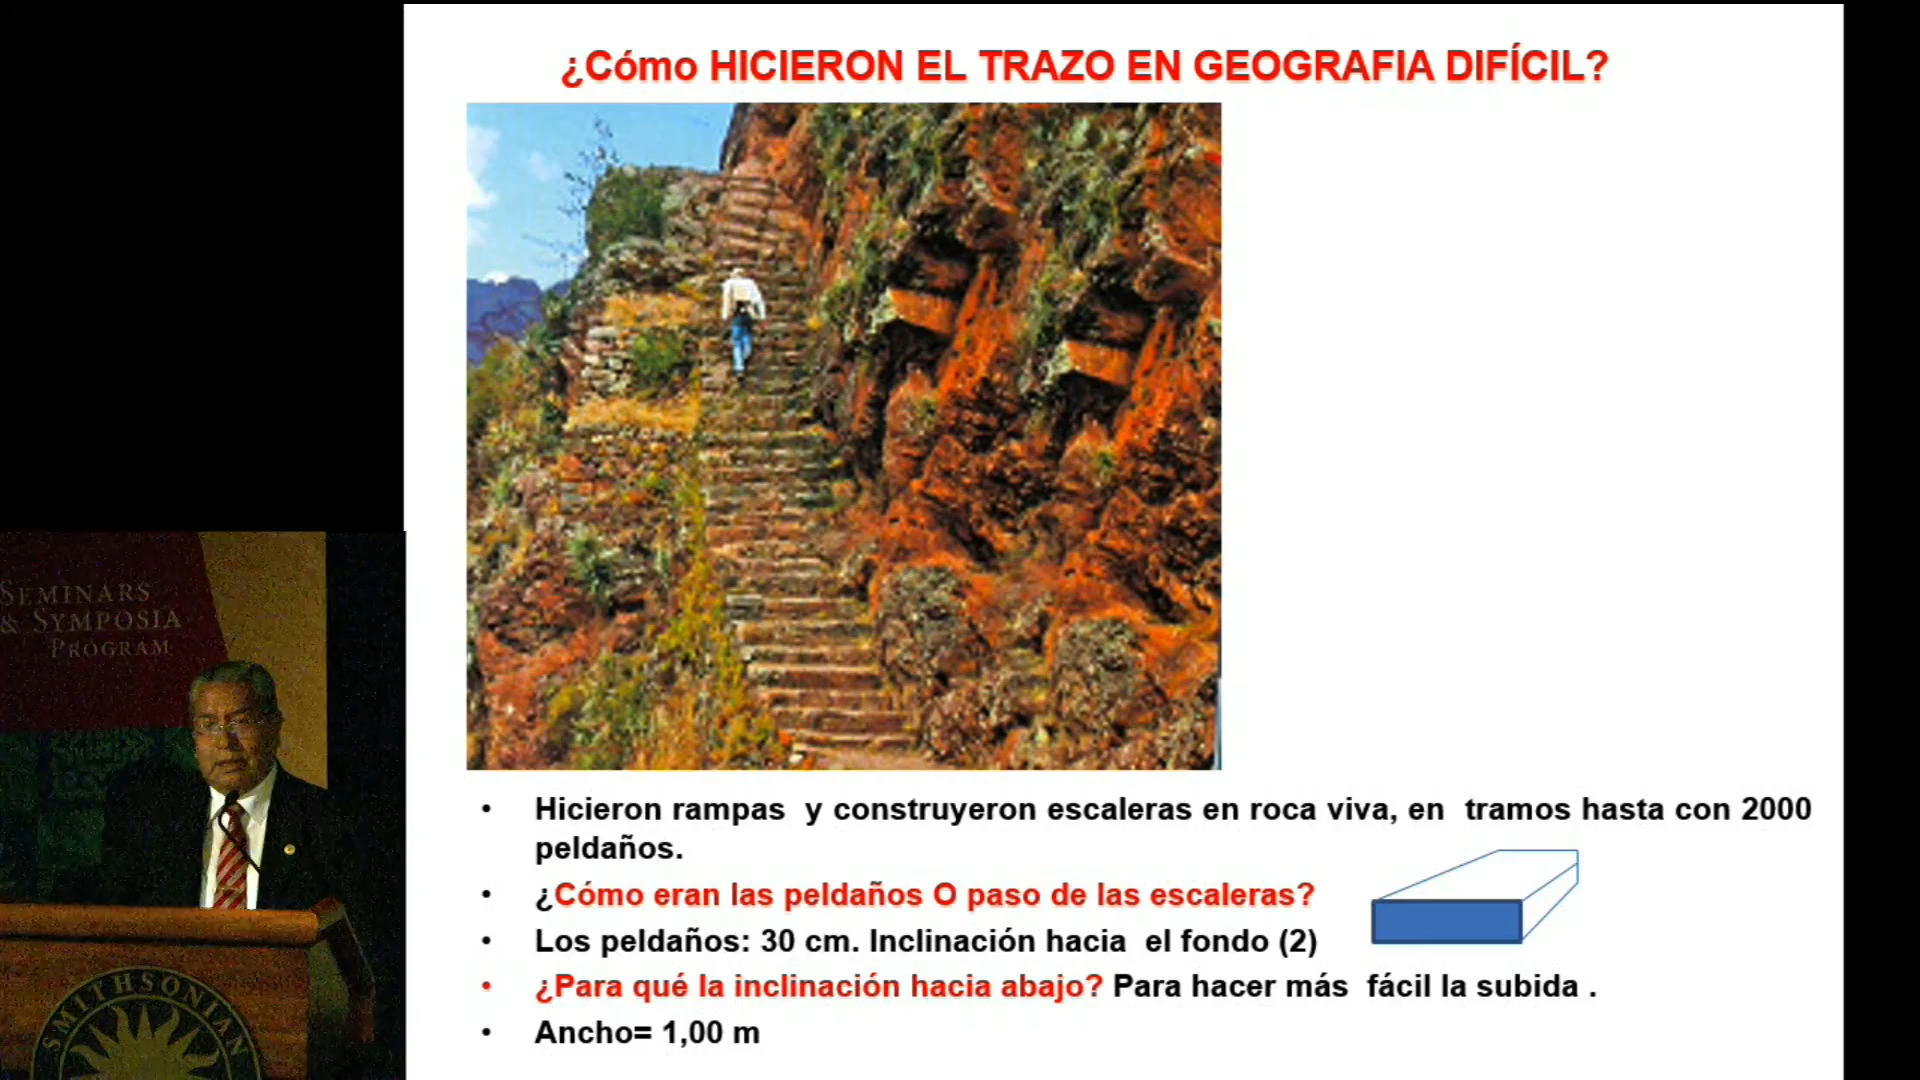 ¿Cómo HICIERON EL TRAZO EN GEOGRAFIA DIFÍCIL?
SEMINARS
& SYMPOSIA
PROGRAM
SMITHSONIAN
• Hicieron rampas y construyeron escaleras en roca viva, en tramos hasta con 2000
peldaños.
• ¿Cómo eran las peldaños O paso de las escaleras?
• Los peldaños: 30 cm. Inclinación hacia el fondo (2)
• ¿Para qué la inclinación hacia abajo? Para hacer más fácil la subida .
• Ancho= 1,00 m